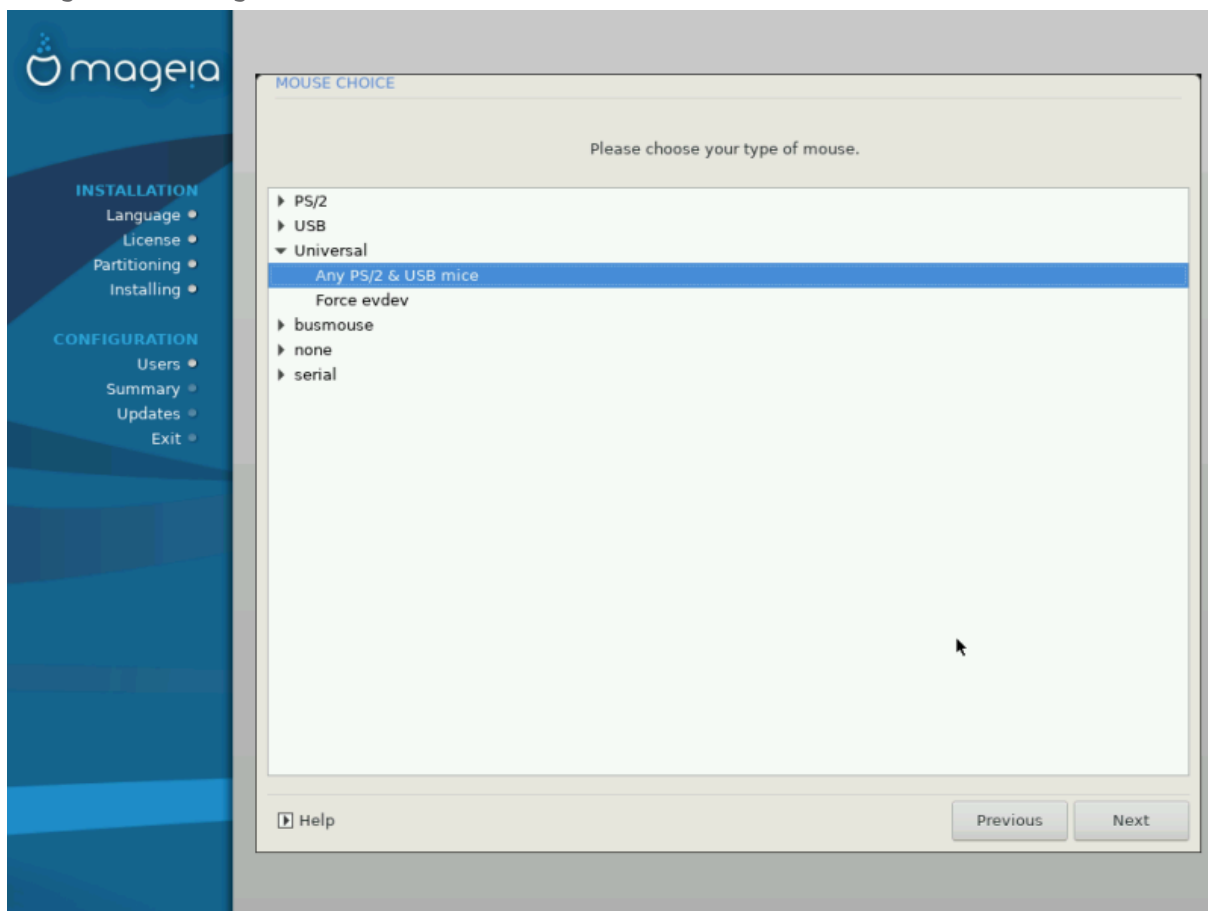 mageia
INSTALLATION
Language
License
Partitioning
Installing
CONFIGURATION
Users
Summary
Updates
Exit
MOUSE CHOICE
Please choose your type of mouse.
PS/2
USB
Universal
Any PS/2 & USB mice
Force evdev
busmouse
none
serial
Help
Previous
Next